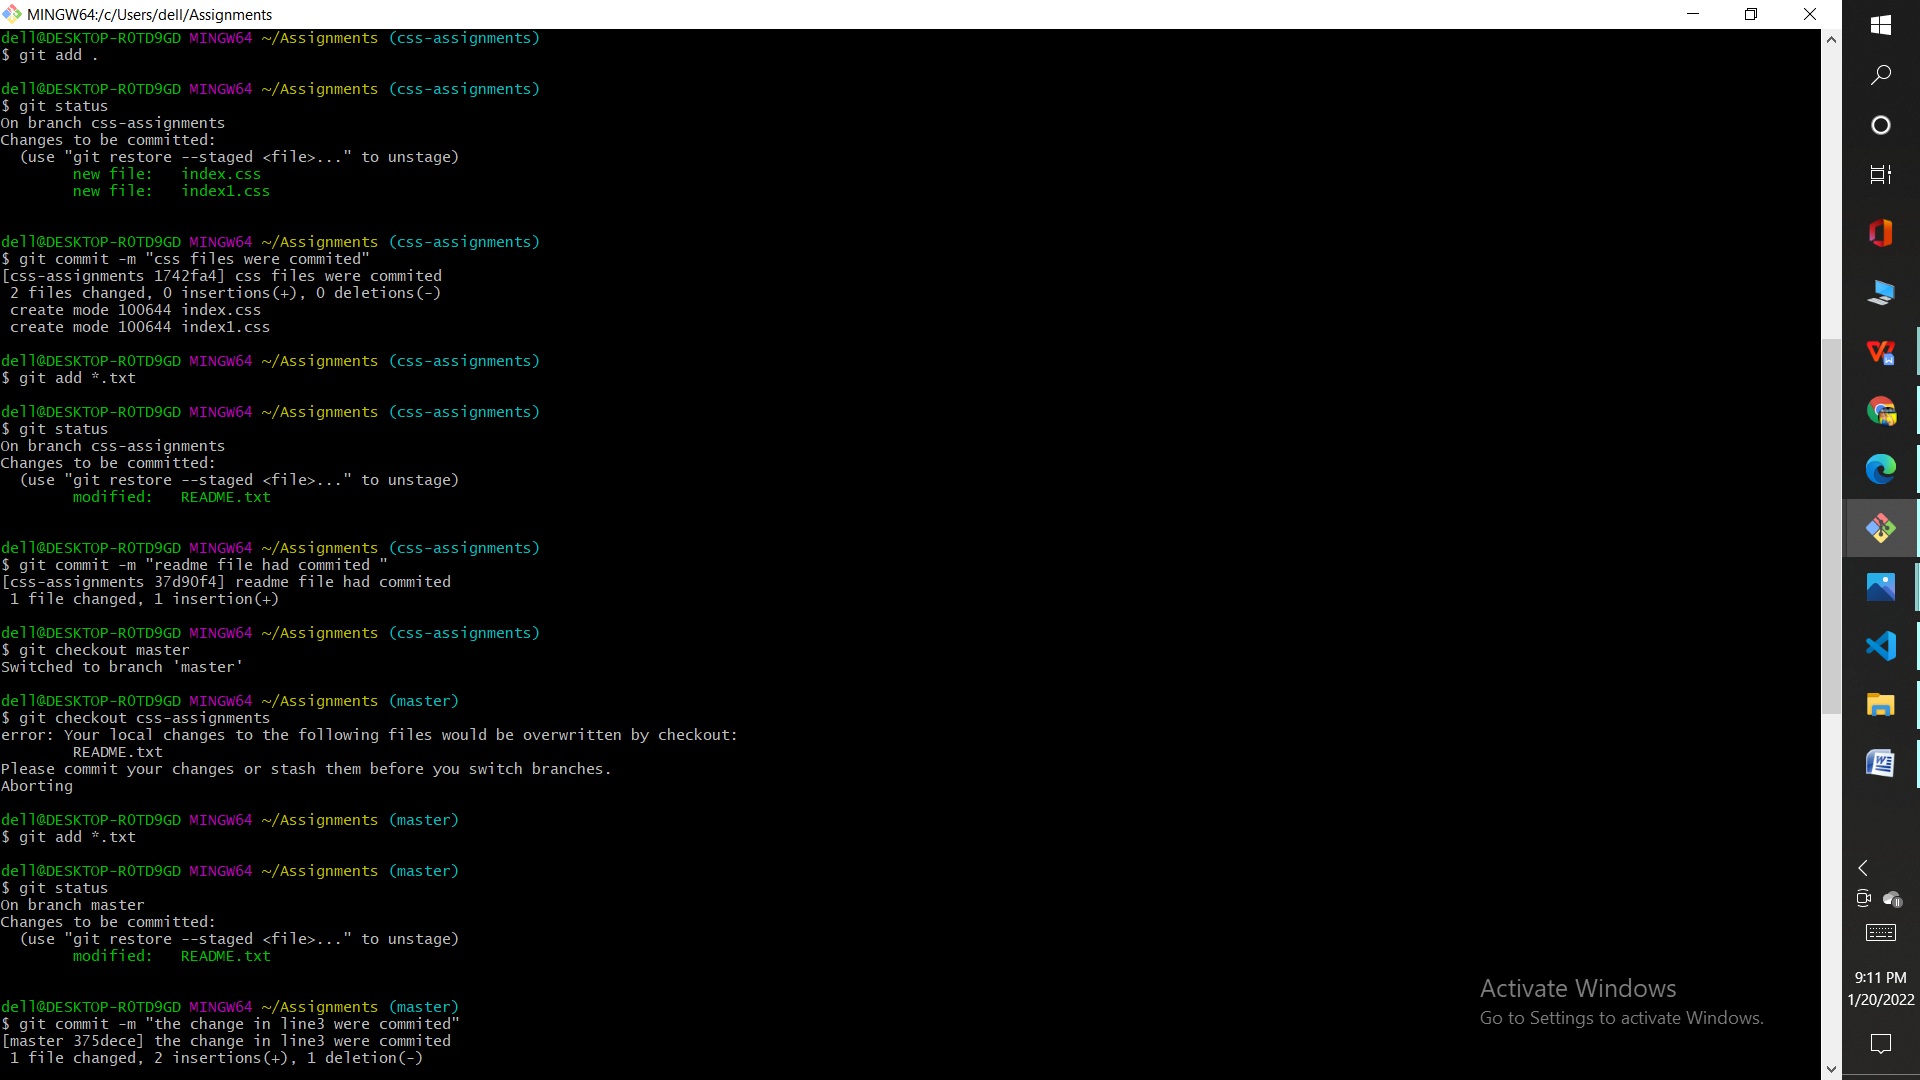 MINGW64:/c/Users/dell/Assignments
dell@DESKTOP-R0TD9GD MINGW64 ~/Assignments (css-assignments)
$ git add .
dell@DESKTOP-R0TD9GD MINGW64 ~/Assignments (css-assignments)
$ git status
On branch css-assignments
Changes to be committed:
  (use "git restore --staged <file>..." to unstage)
        new file:   index.css
        new file:   index1.css
dell@DESKTOP-R0TD9GD MINGW64 ~/Assignments (css-assignments)
$ git commit -m "css files were commited"
[css-assignments 1742fa4] css files were commited
 2 files changed, 0 insertions(+), 0 deletions(-)
 create mode 100644 index.css
 create mode 100644 index1.css
dell@DESKTOP-R0TD9GD MINGW64 ~/Assignments (css-assignments)
$ git add *.txt
dell@DESKTOP-R0TD9GD MINGW64 ~/Assignments (css-assignments)
$ git status
On branch css-assignments
Changes to be committed:
  (use "git restore --staged <file>..." to unstage)
        modified:   README.txt
dell@DESKTOP-R0TD9GD MINGW64 ~/Assignments (css-assignments)
$ git commit -m "readme file had commited "
[css-assignments 37d90f4] readme file had commited
 1 file changed, 1 insertion(+)
dell@DESKTOP-R0TD9GD MINGW64 ~/Assignments (css-assignments)
$ git checkout master
Switched to branch 'master'
dell@DESKTOP-R0TD9GD MINGW64 ~/Assignments (master)
$ git checkout css-assignments
error: Your local changes to the following files would be overwritten by checkout:
        README.txt
Please commit your changes or stash them before you switch branches.
Aborting
dell@DESKTOP-R0TD9GD MINGW64 ~/Assignments (master)
$ git add *.txt
dell@DESKTOP-R0TD9GD MINGW64 ~/Assignments (master)
$ git status
On branch master
Changes to be committed:
  (use "git restore --staged <file>..." to unstage)
        modified:   README.txt
dell@DESKTOP-R0TD9GD MINGW64 ~/Assignments (master)
$ git commit -m "the change in line3 were commited"
[master 375dece] the change in line3 were commited
 1 file changed, 2 insertions(+), 1 deletion(-)
Activate Windows
Go to Settings to activate Windows.
9:11 PM
1/20/2022